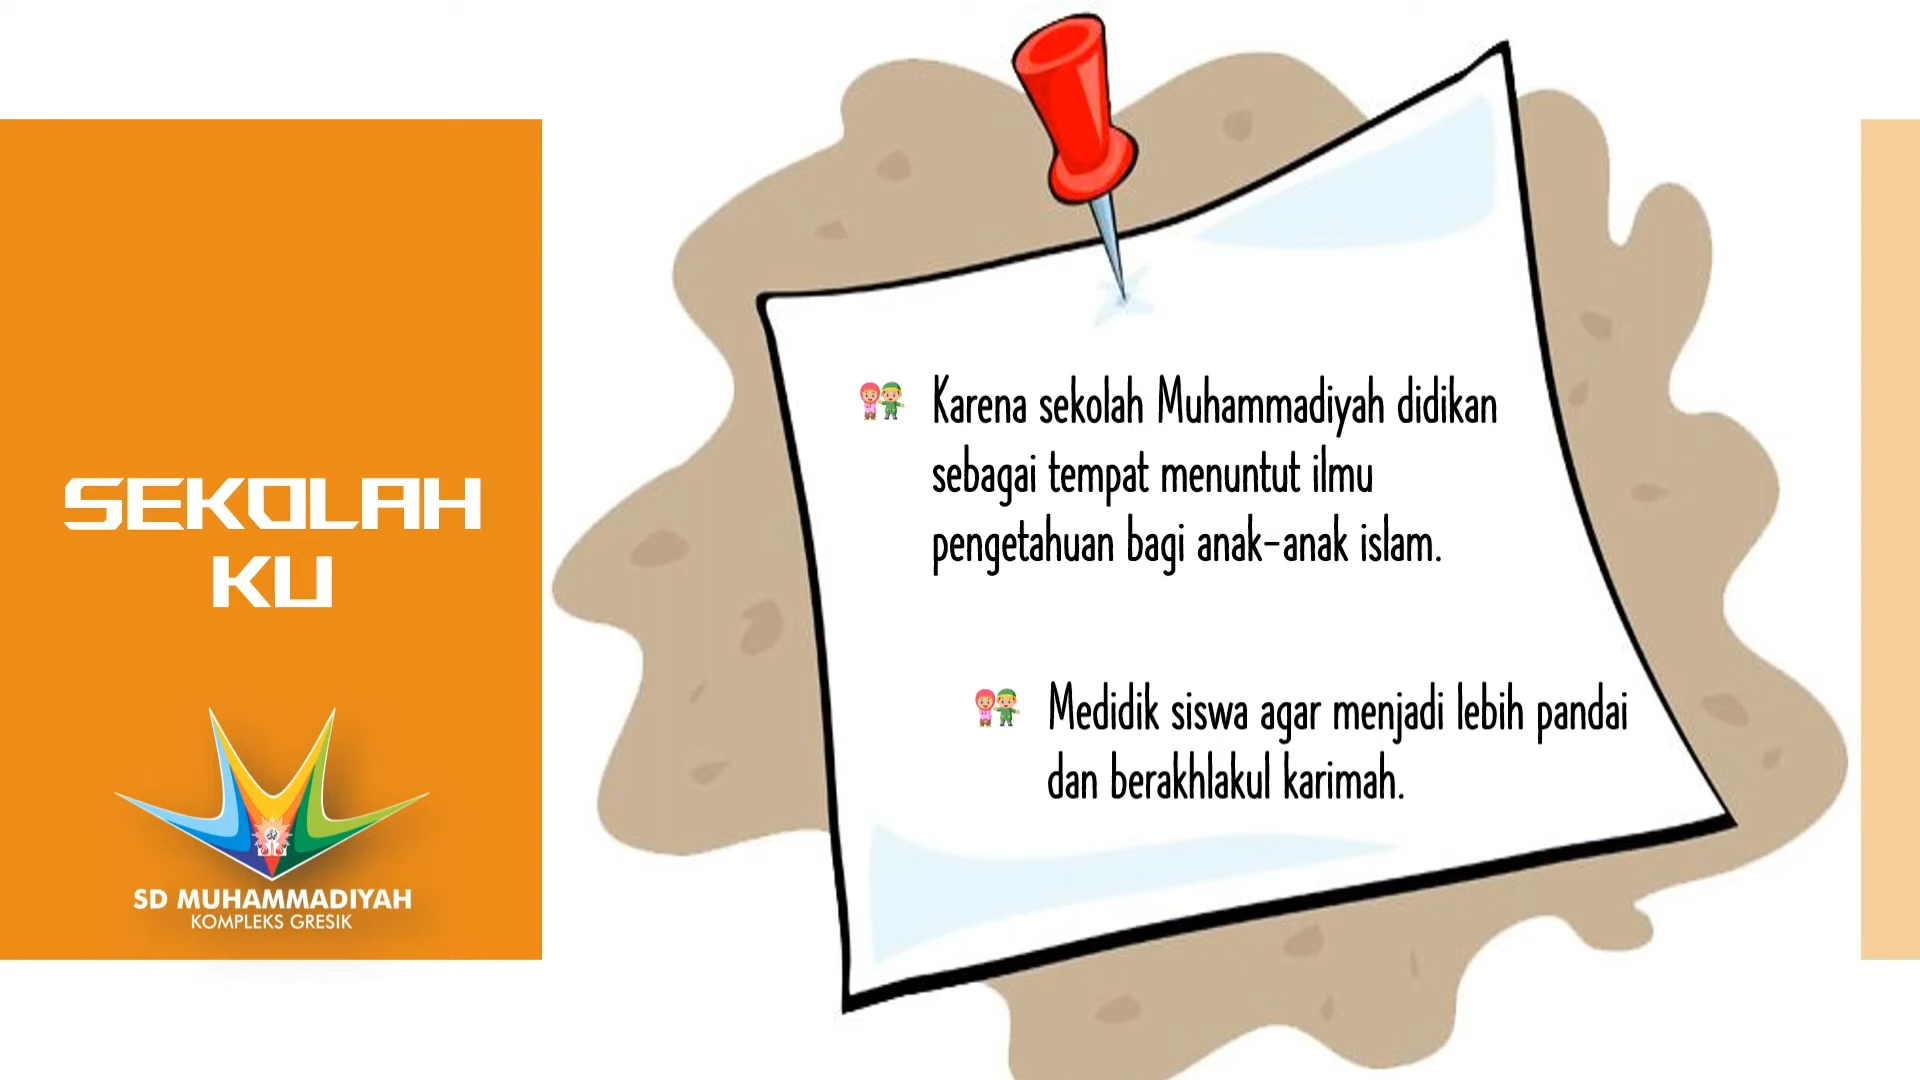 SEKOLAH
KU
SD MUHAMMADIYAH
KOMPLEKS GRESIK
Karena sekolah Muhammadiyah didikan
sebagai tempat menuntut ilmu
pengetahuan bagi anak-anak islam.
Medidik siswa agar menjadi lebih pandai
dan berakhlakul karimah.